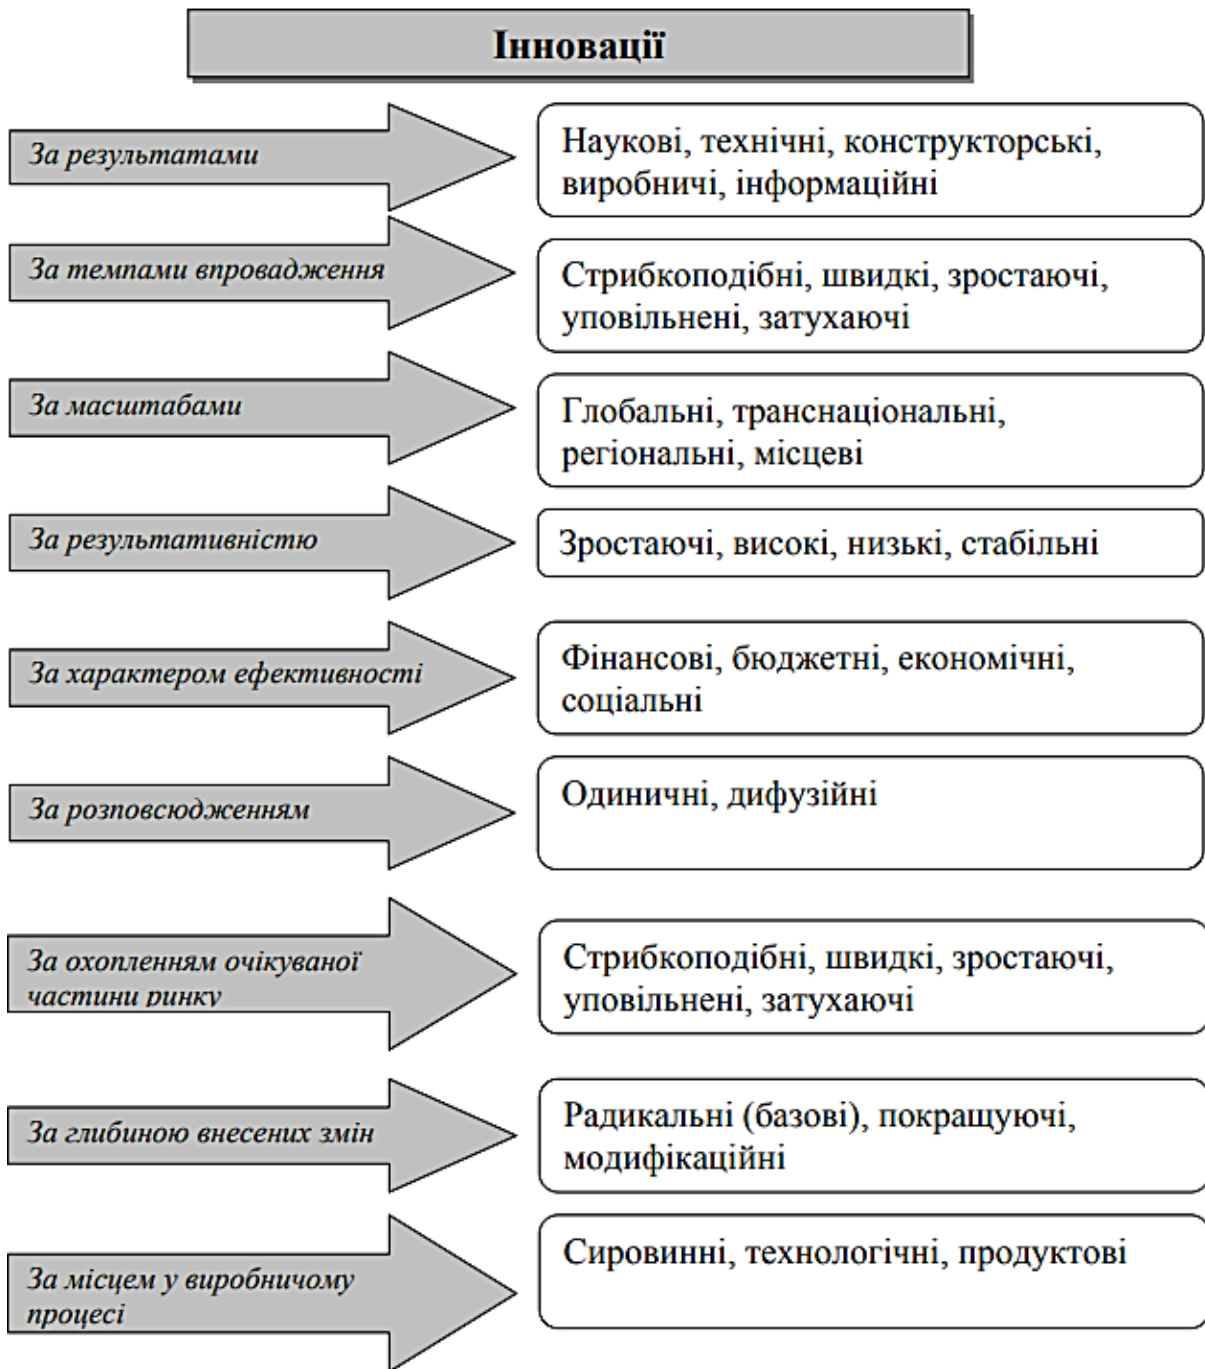 Інновації
За результатами
Наукові, технічні, конструкторські,
виробничі, інформаційні
За темпами впровадження
Стрибкоподібні, швидкі, зростаючі,
уповільнені, затухаючі
За масштабами
Глобальні, транснаціональні,
регіональні, місцеві
За результативністю
Зростаючі, високі, низькі, стабільні
За характером ефективності
Фінансові, бюджетні, економічні,
соціальні
За розповсюдженням
Одиничні, дифузійні
За охопленням очікуваної
частини ринку
Стрибкоподібні, швидкі, зростаючі,
уповільнені, затухаючі
За глибиною внесених змін
Радикальні (базові), покращуючі,
модифікаційні
За місцем у виробничому
процесі
Сировинні, технологічні, продуктові